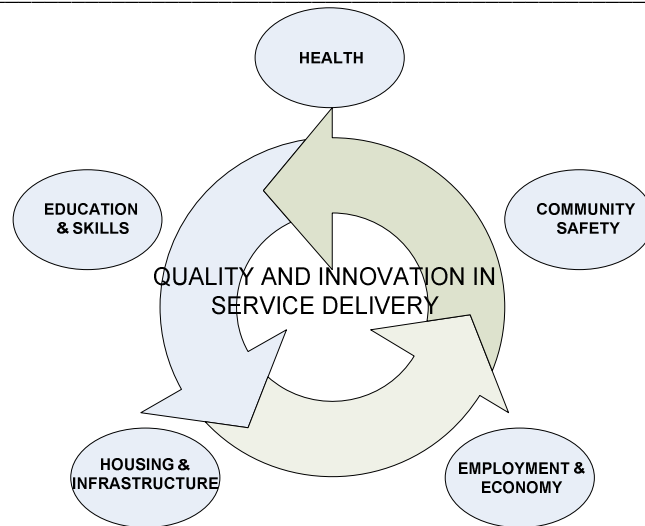 HEALTH
EDUCATION
& SKILLS
COMMUNITY
SAFETY
QUALITY AND INNOVATION IN
SERVICE DELIVERY
HOUSING &
INFRASTRUCTURE
EMPLOYMENT &
ECONOMY